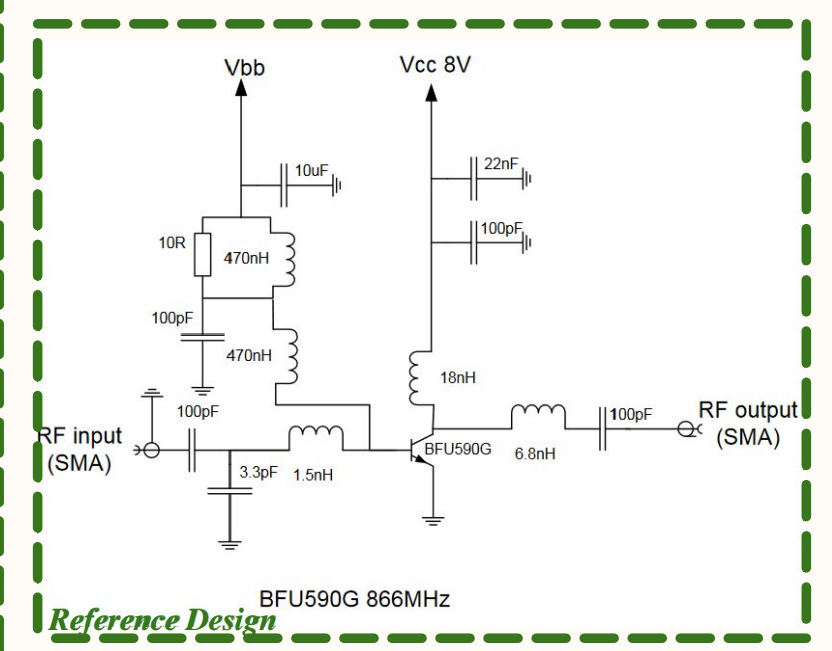 Vbb
Vcc 8V
10uF
22nF
100pF
10R
470nH
100pF
470nH
18nH
100pF
RF input
(SMA)
3.3pF
1.5nH
BFU590G
6.8nH
100pF
RF output
(SMA)
BFU590G 866MHz
Reference Design